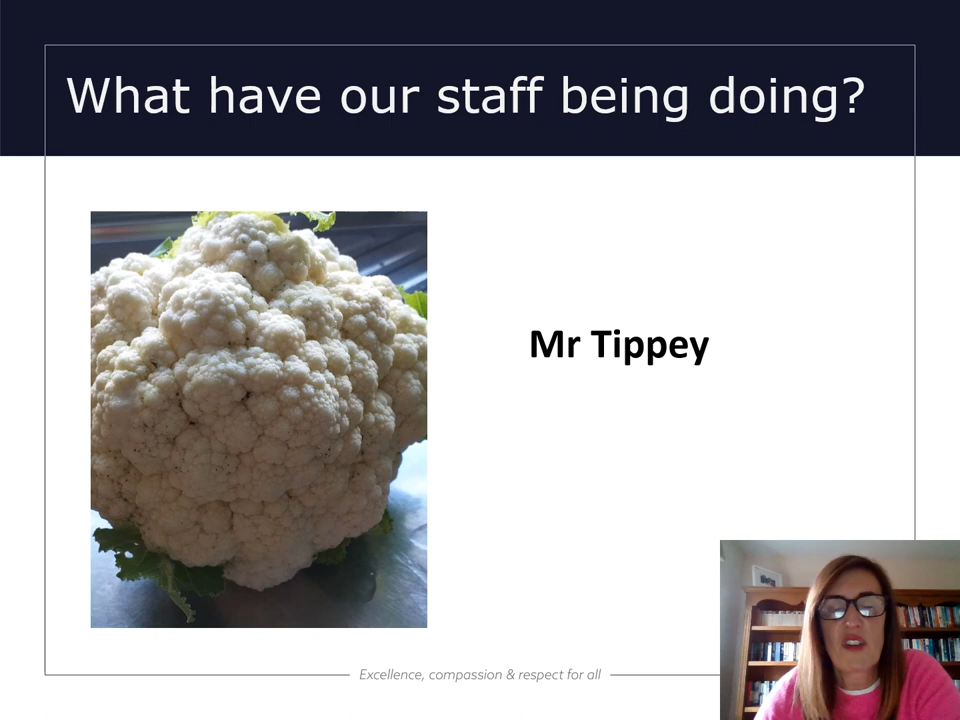 What have our staff being doing?
Mr Tippey
Excellence, compassion & respect for all